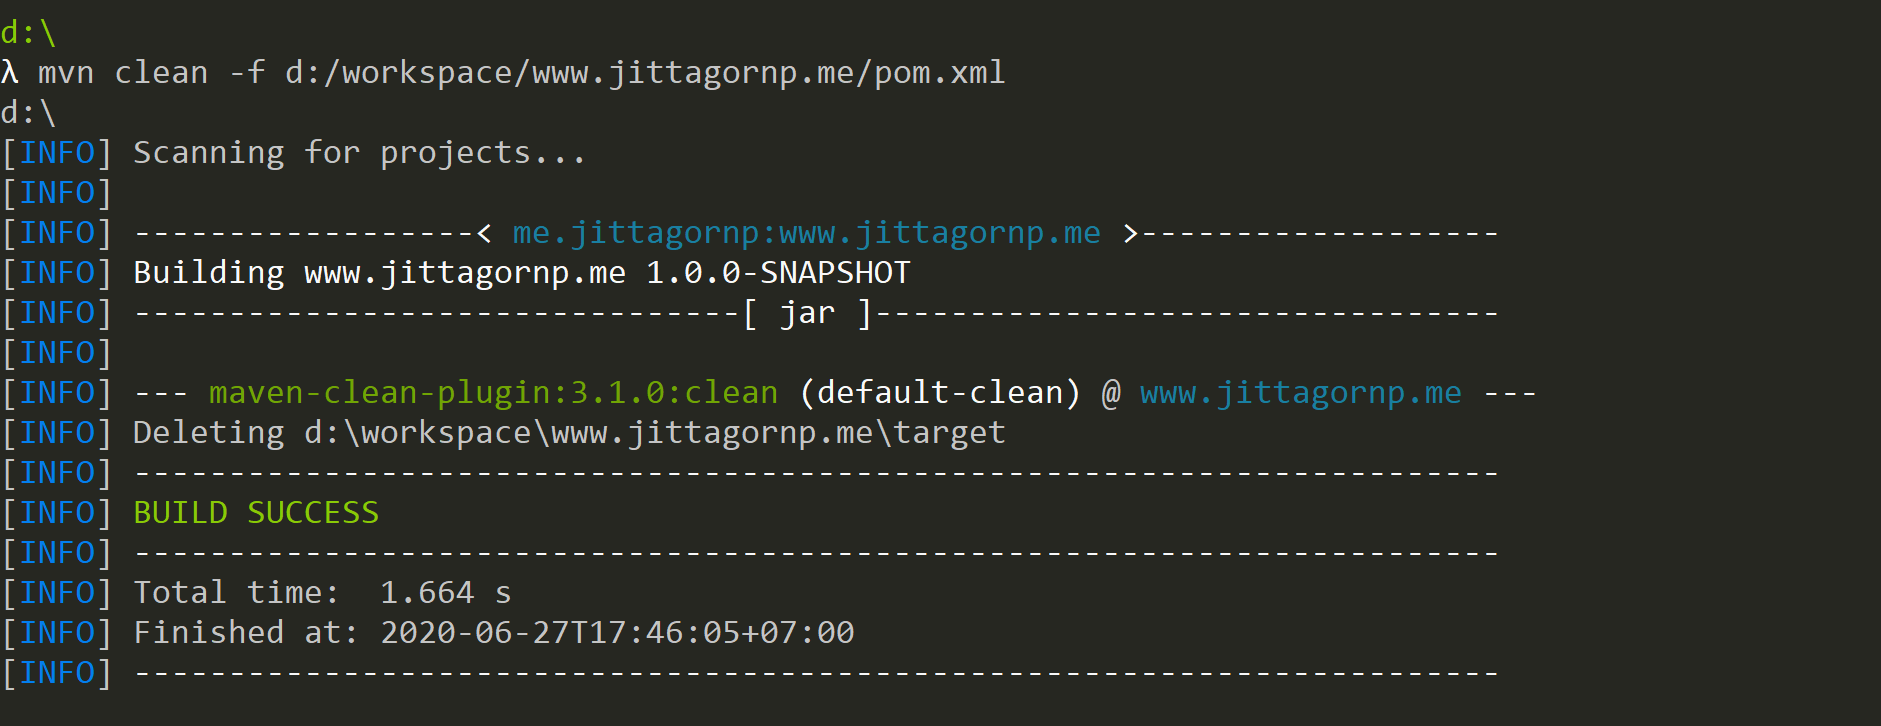 d:\
λ mvn clean -f d:/workspace/www.jittagornp.me/pom.xml
d:\
[INFO] Scanning for projects...
[INFO]
[INFO] ------------------< me.jittagornp:www.jittagornp.me >-------------------
[INFO] Building www.jittagornp.me 1.0.0-SNAPSHOT
[INFO] --------------------------------[ jar ]---------------------------------
[INFO]
[INFO] --- maven-clean-plugin:3.1.0:clean (default-clean) @ www.jittagornp.me ---
[INFO] Deleting d:\workspace\www.jittagornp.me\target
[INFO] ------------------------------------------------------------------------
[INFO] BUILD SUCCESS
[INFO] ------------------------------------------------------------------------
[INFO] Total time:  1.664 s
[INFO] Finished at: 2020-06-27T17:46:05+07:00
[INFO] ------------------------------------------------------------------------